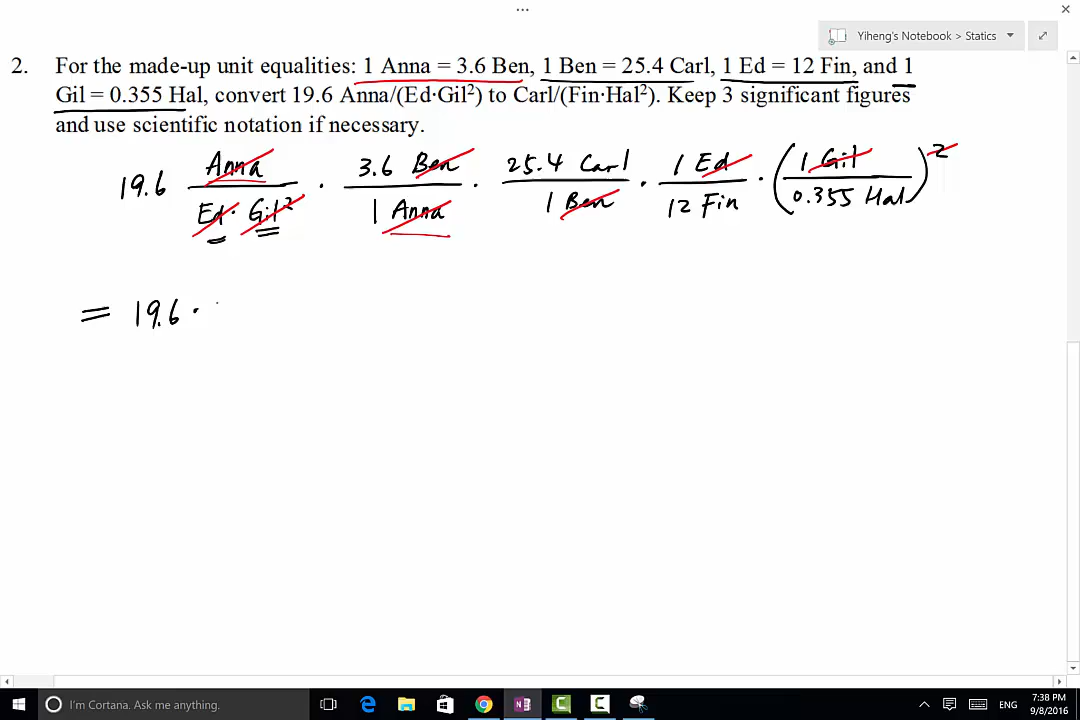 ...
Yiheng's Notebook > Statics
2. For the made-up unit equalities: 1 Anna = 3.6 Ben, 1 Ben = 25.4 Carl, 1 Ed = 12 Fin, and 1
Gil = 0.355 Hal, convert 19.6 Anna/(Ed·Gil²) to Carl/(Fin·Hal²). Keep 3 significant figures
and use scientific notation if necessary.
19.6 Anna/(Ed · Gil²) · 3.6 Ben/1 Anna · 25.4 Carl/1 Ben · 1 Ed/12 Fin · (1 Gil/0.355 Hal)²
= 19.6 ·
I'm Cortana. Ask me anything.
ENG
7:38 PM
9/8/2016